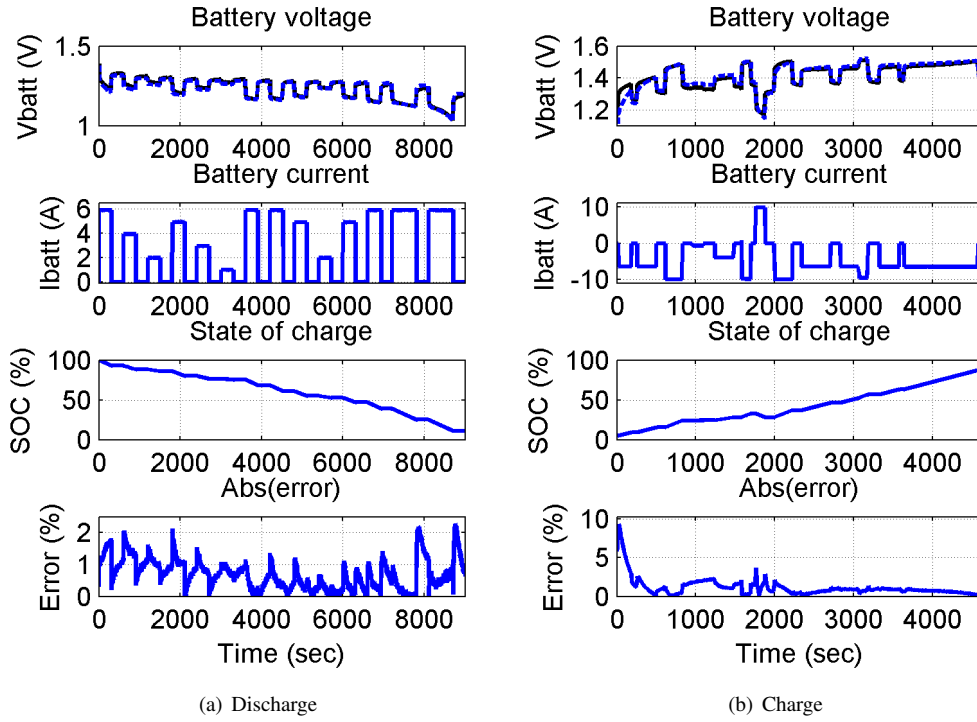 Battery voltage
Vbatt (V)
1.5
1
0 2000 4000 6000 8000
Battery current
Ibatt (A)
6
4
2
0
0 2000 4000 6000 8000
State of charge
SOC (%)
100
50
0
0 2000 4000 6000 8000
Abs(error)
Error (%)
2
1
0
0 2000 4000 6000 8000
Time (sec)
(a) Discharge
Battery voltage
Vbatt (V)
1.6
1.4
1.2
0 1000 2000 3000 4000
Battery current
Ibatt (A)
10
0
-10
0 1000 2000 3000 4000
State of charge
SOC (%)
100
50
0
0 1000 2000 3000 4000
Abs(error)
Error (%)
10
5
0
0 1000 2000 3000 4000
Time (sec)
(b) Charge